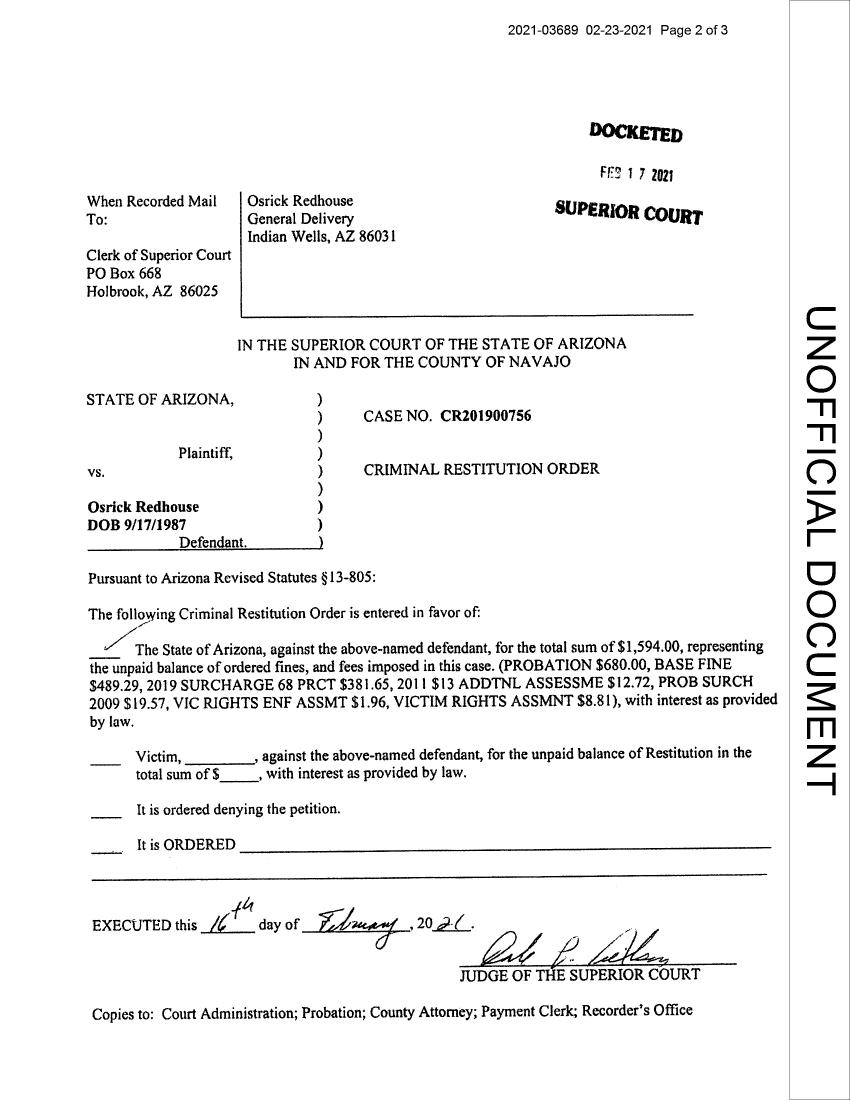 2021-03689 02-23-2021 Page 2 of 3
DOCKETED
FEB 17 2021
SUPERIOR COURT
When Recorded Mail
To:
Clerk of Superior Court
PO Box 668
Holbrook, AZ 86025
Osrick Redhouse
General Delivery
Indian Wells, AZ 86031
IN THE SUPERIOR COURT OF THE STATE OF ARIZONA
IN AND FOR THE COUNTY OF NAVAJO
STATE OF ARIZONA, )
) CASE NO. CR201900756
)
Plaintiff, )
vs. ) CRIMINAL RESTITUTION ORDER
)
Osrick Redhouse )
DOB 9/17/1987 )
Defendant. )
Pursuant to Arizona Revised Statutes §13-805:
The following Criminal Restitution Order is entered in favor of:
✓ The State of Arizona, against the above-named defendant, for the total sum of $1,594.00, representing
the unpaid balance of ordered fines, and fees imposed in this case. (PROBATION $680.00, BASE FINE
$489.29, 2019 SURCHARGE 68 PRCT $381.65, 2011 $13 ADDTNL ASSESSME $12.72, PROB SURCH
2009 $19.57, VIC RIGHTS ENF ASSMT $1.96, VICTIM RIGHTS ASSMNT $8.81), with interest as provided
by law.
____ Victim, _________, against the above-named defendant, for the unpaid balance of Restitution in the
total sum of $_____, with interest as provided by law.
____ It is ordered denying the petition.
____ It is ORDERED ____
EXECUTED this 16th day of February, 2021.
JUDGE OF THE SUPERIOR COURT
Copies to: Court Administration; Probation; County Attorney; Payment Clerk; Recorder's Office
UNOFFICIAL DOCUMENT